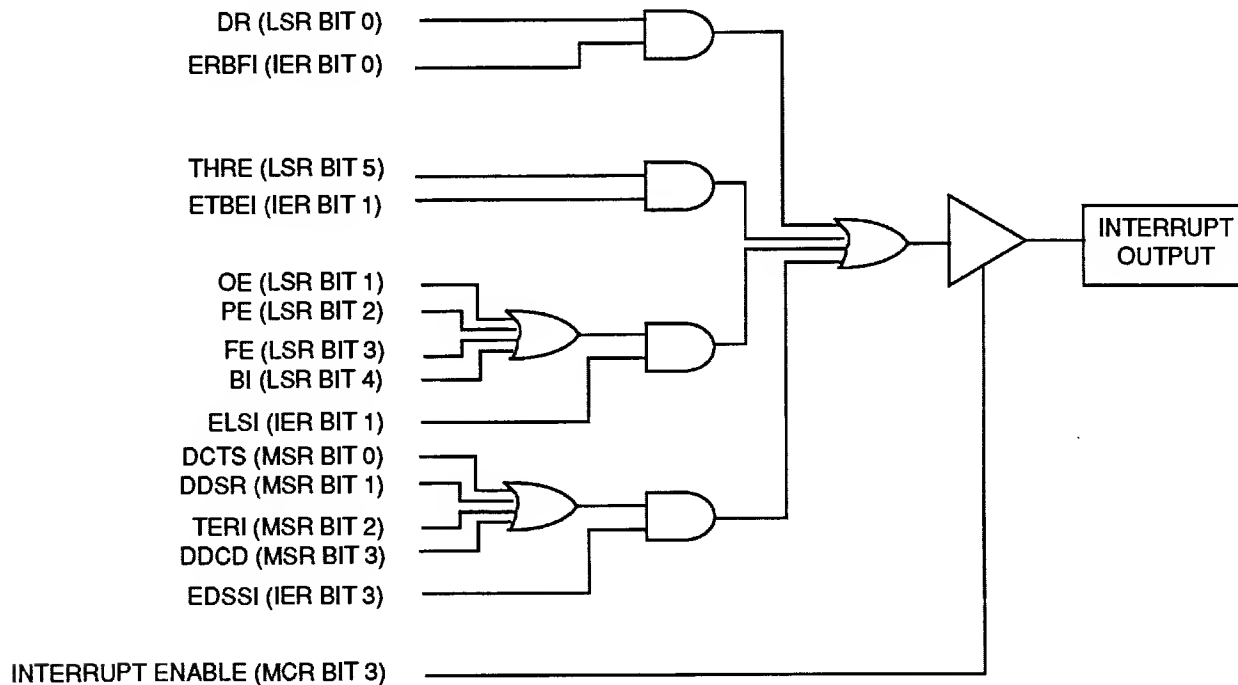 DR (LSR BIT 0)
ERBFI (IER BIT 0)
THRE (LSR BIT 5)
ETBEI (IER BIT 1)
OE (LSR BIT 1)
PE (LSR BIT 2)
FE (LSR BIT 3)
BI (LSR BIT 4)
ELSI (IER BIT 1)
DCTS (MSR BIT 0)
DDSR (MSR BIT 1)
TERI (MSR BIT 2)
DDCD (MSR BIT 3)
EDSSI (IER BIT 3)
INTERRUPT ENABLE (MCR BIT 3)
INTERRUPT
OUTPUT